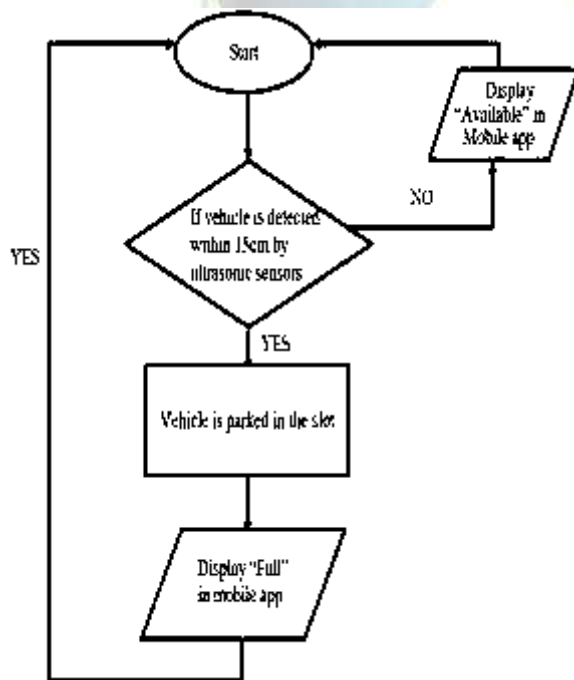 Start
Display
“Available” in
Mobile app
NO
If vehicle is detected
within 15cm by
ultrasonic sensors
YES
YES
Vehicle is parked in the slot
Display “Full”
in mobile app